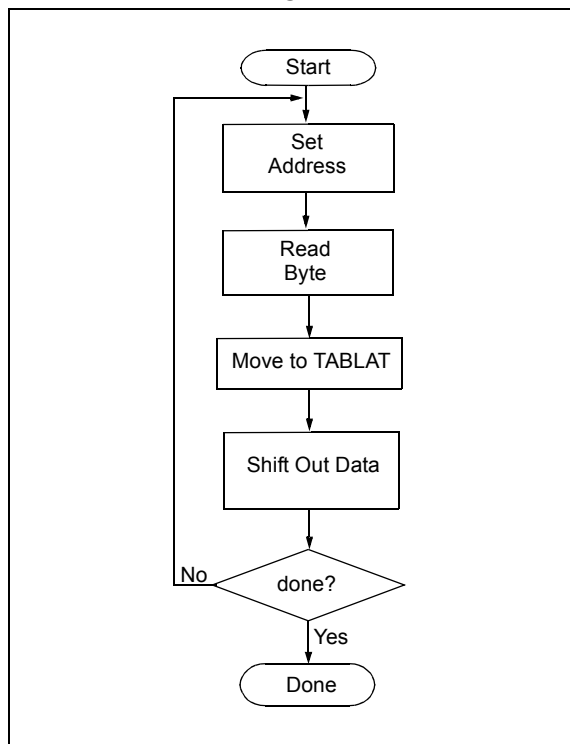 Start
Set
Address
Read
Byte
Move to TABLAT
Shift Out Data
No
done?
Yes
Done